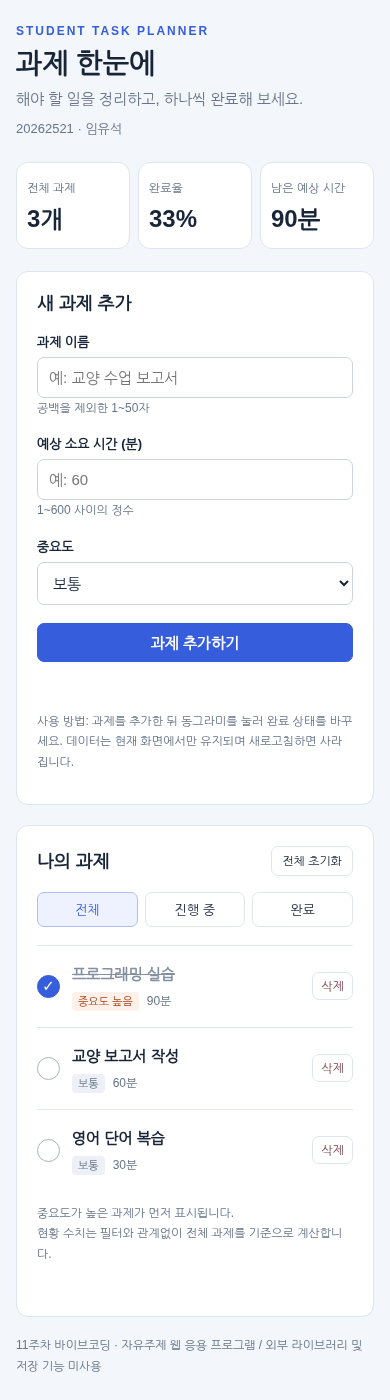 STUDENT TASK PLANNER
과제 한눈에
해야 할 일을 정리하고, 하나씩 완료해 보세요.
20262521 · 임유석
전체 과제
3개
완료율
33%
남은 예상 시간
90분
새 과제 추가
과제 이름
예: 교양 수업 보고서
공백을 제외한 1~50자
예상 소요 시간 (분)
예: 60
1~600 사이의 정수
중요도
보통
과제 추가하기
사용 방법: 과제를 추가한 뒤 동그라미를 눌러 완료 상태를 바꾸
세요. 데이터는 현재 화면에서만 유지되며 새로고침하면 사라
집니다.
나의 과제
전체 초기화
전체
진행 중
완료
프로그래밍 실습
중요도 높음 90분
삭제
교양 보고서 작성
보통 60분
삭제
영어 단어 복습
보통 30분
삭제
중요도가 높은 과제가 먼저 표시됩니다.
현황 수치는 필터와 관계없이 전체 과제를 기준으로 계산합니
다.
11주차 바이브코딩 · 자유주제 웹 응용 프로그램 / 외부 라이브러리 및
저장 기능 미사용